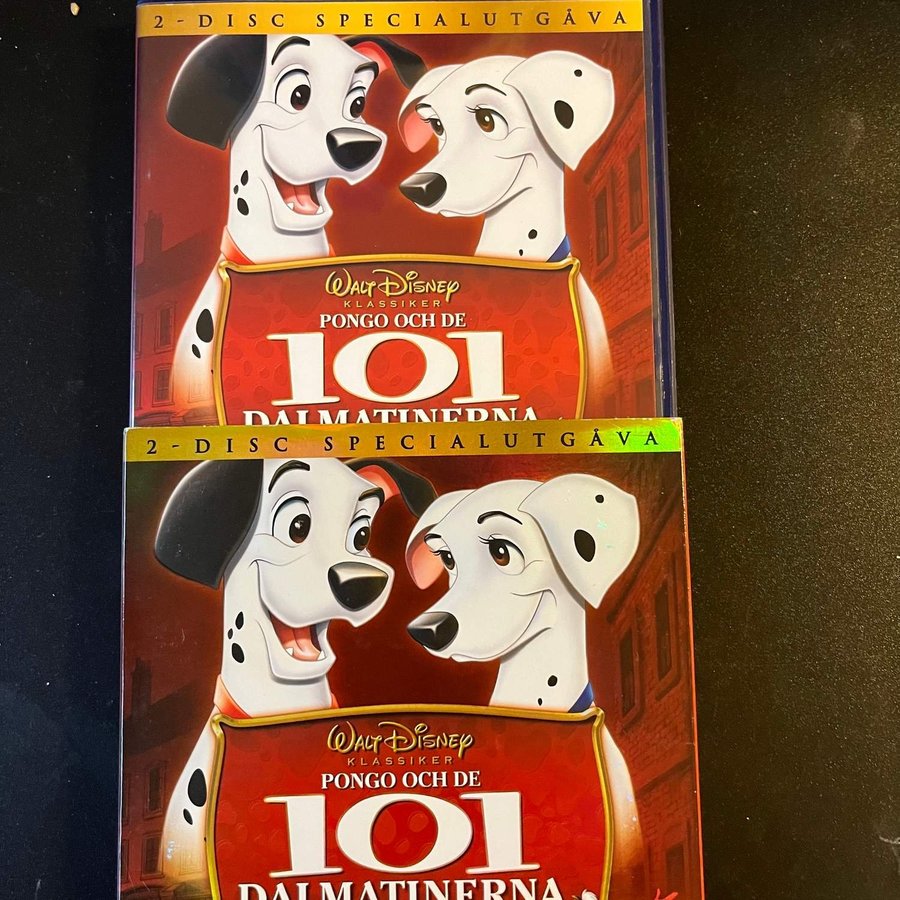 2-DISC SPECIALUTGÅVA
WALT DISNEY
KLASSIKER
PONGO OCH DE
101
DALMATINERNA
2-DISC SPECIALUTGÅVA
WALT DISNEY
KLASSIKER
PONGO OCH DE
101
DALMATINERNA